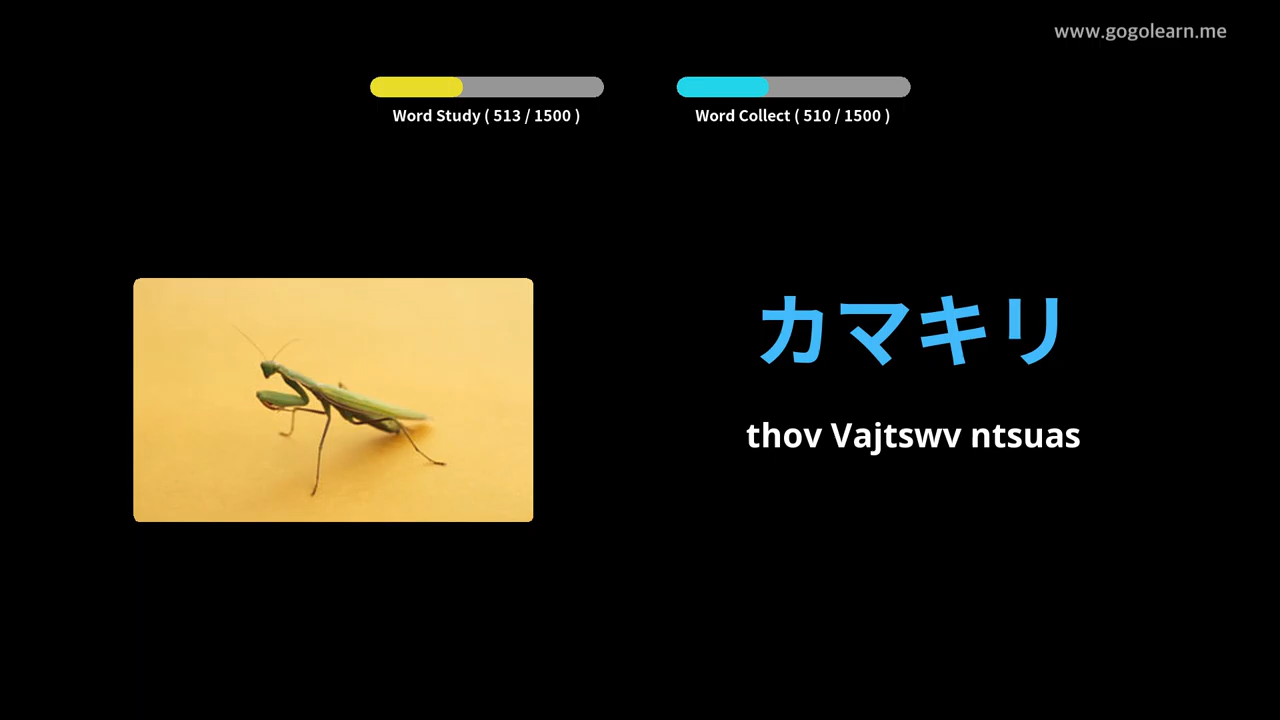 www.gogolearn.me
Word Study ( 513 / 1500 )
Word Collect ( 510 / 1500 )
カマキリ
thov Vajtswv ntsuas